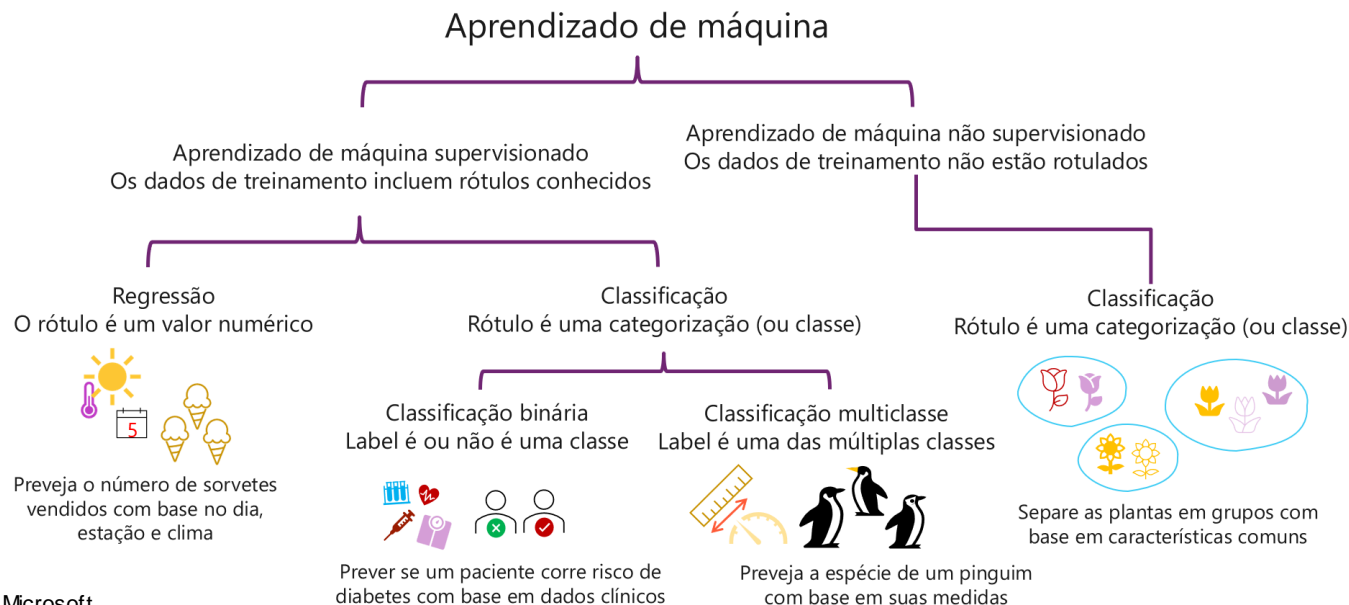 Aprendizado de máquina
Aprendizado de máquina supervisionado
Os dados de treinamento incluem rótulos conhecidos
Aprendizado de máquina não supervisionado
Os dados de treinamento não estão rotulados
Regressão
O rótulo é um valor numérico
5
Preveja o número de sorvetes
vendidos com base no dia,
estação e clima
Classificação
Rótulo é uma categorização (ou classe)
Classificação binária
Label é ou não é uma classe
Prever se um paciente corre risco de
diabetes com base em dados clínicos
Classificação multiclasse
Label é uma das múltiplas classes
Preveja a espécie de um pinguim
com base em suas medidas
Classificação
Rótulo é uma categorização (ou classe)
Separe as plantas em grupos com
base em características comuns
Microsoft